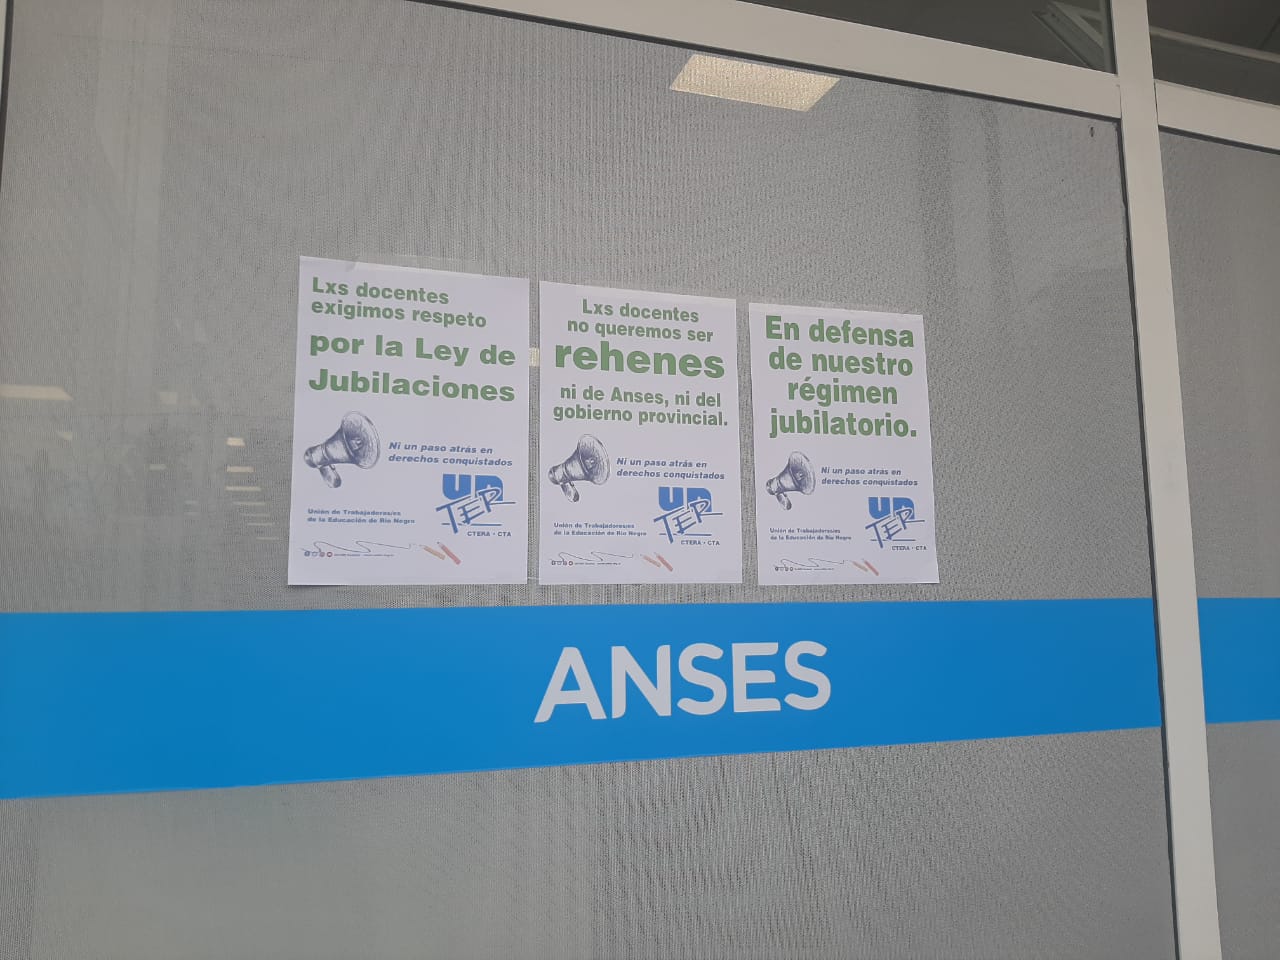 Lxs docentes
exigimos respeto
por la Ley de
Jubilaciones
Ni un paso atrás en
derechos conquistados
Unión de Trabajadores/es
de la Educación de Río Negro
UN
TER
CTERA • CTA
Lxs docentes
no queremos ser
rehenes
ni de Anses, ni del
gobierno provincial.
Ni un paso atrás en
derechos conquistados
Unión de Trabajadores/es
de la Educación de Río Negro
UN
TER
CTERA • CTA
En defensa
de nuestro
régimen
jubilatorio.
Ni un paso atrás en
derechos conquistados
Unión de Trabajadores/es
de la Educación de Río Negro
UN
TER
CTERA • CTA
ANSES